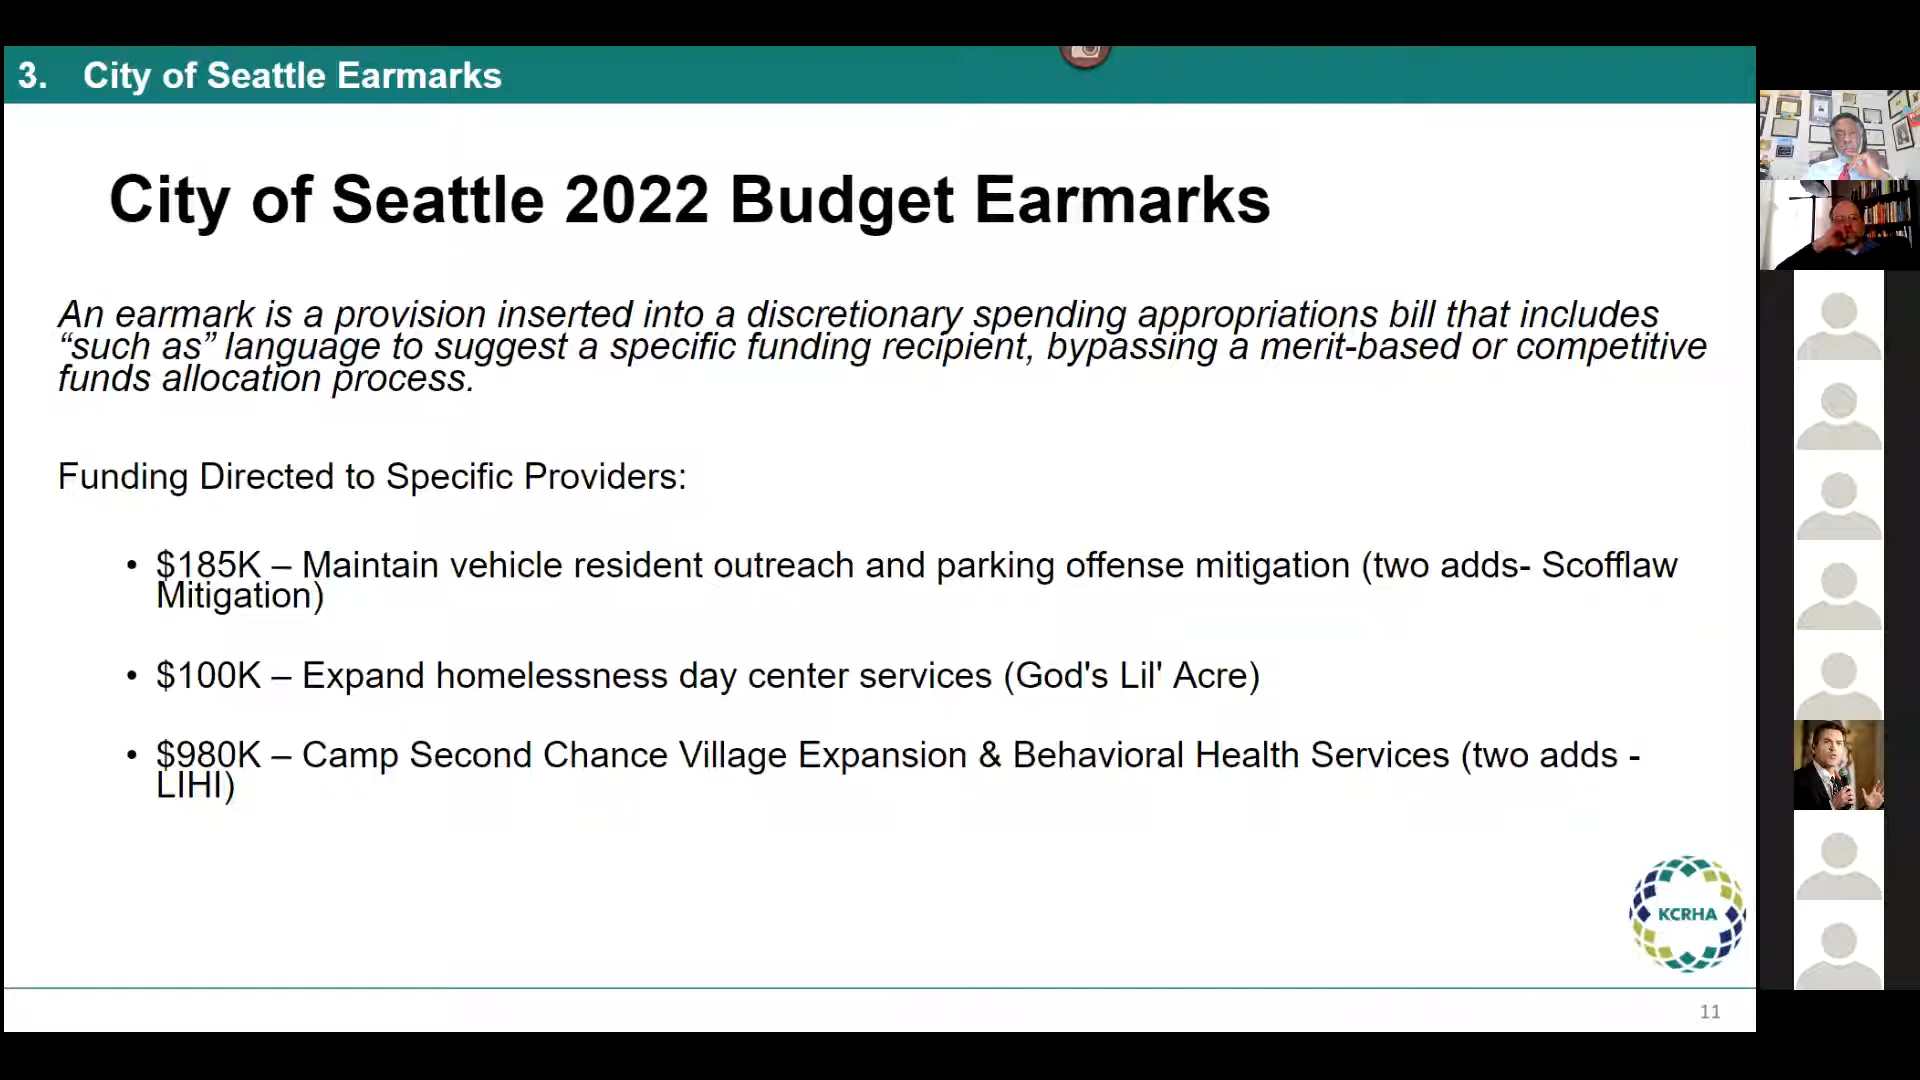 3. City of Seattle Earmarks
City of Seattle 2022 Budget Earmarks
An earmark is a provision inserted into a discretionary spending appropriations bill that includes
“such as” language to suggest a specific funding recipient, bypassing a merit-based or competitive
funds allocation process.
Funding Directed to Specific Providers:
• $185K – Maintain vehicle resident outreach and parking offense mitigation (two adds- Scofflaw
Mitigation)
• $100K – Expand homelessness day center services (God's Lil' Acre)
• $980K – Camp Second Chance Village Expansion & Behavioral Health Services (two adds -
LIHI)
KCRHA
11